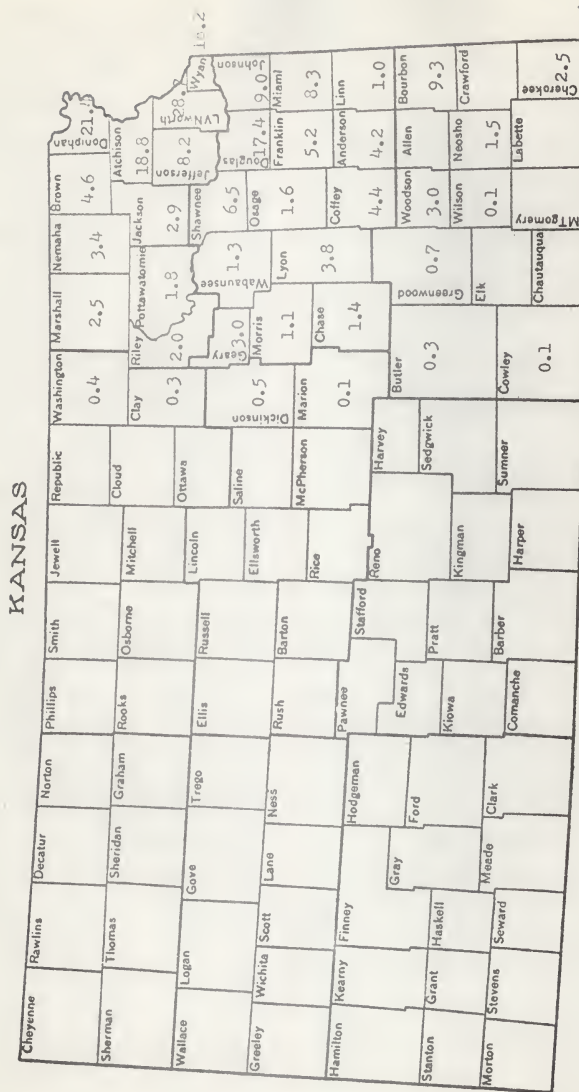 KANSAS
Cheyenne Rawlins Decatur Norton Phillips Smith Jewell Republic Washington 0.4 Marshall 2.5 Nemaha 3.4 Brown 4.6 Doniphan
Sherman Thomas Sheridan Graham Rooks Osborne Mitchell Cloud Clay 0.3 Riley 2.0 Pottawatomie 1.8 Jackson 2.9 Atchison 18.8
Jefferson 8.2 LVNworth Wyan
Wallace Logan Gove Trego Ellis Russell Lincoln Ottawa
Ellsworth Saline Dickinson 0.5 Geary 3.0 Wabaunsee 1.3 Shawnee 6.5 Douglas 17.4 Johnson 9.0
Greeley Wichita Scott Lane Ness Rush Barton Rice McPherson Marion 0.1 Morris 1.1 Chase 1.4 Lyon 3.8 Osage 1.6 Franklin 5.2 Miami 8.3
Hamilton Kearny Finney Hodgeman Pawnee Stafford Reno Harvey Coffey 4.4 Anderson 4.2 Linn 1.0
Gray Ford Edwards Butler 0.3 Greenwood 0.7 Woodson 3.0 Allen Bourbon 9.3
Stanton Grant Haskell Kiowa Pratt Kingman Sedgwick Elk Wilson 0.1 Neosho 1.5 Crawford
Morton Stevens Seward Meade Clark Comanche Barber Harper Sumner Cowley 0.1 Chautauqua MTgomery Labette Cherokee 2.5